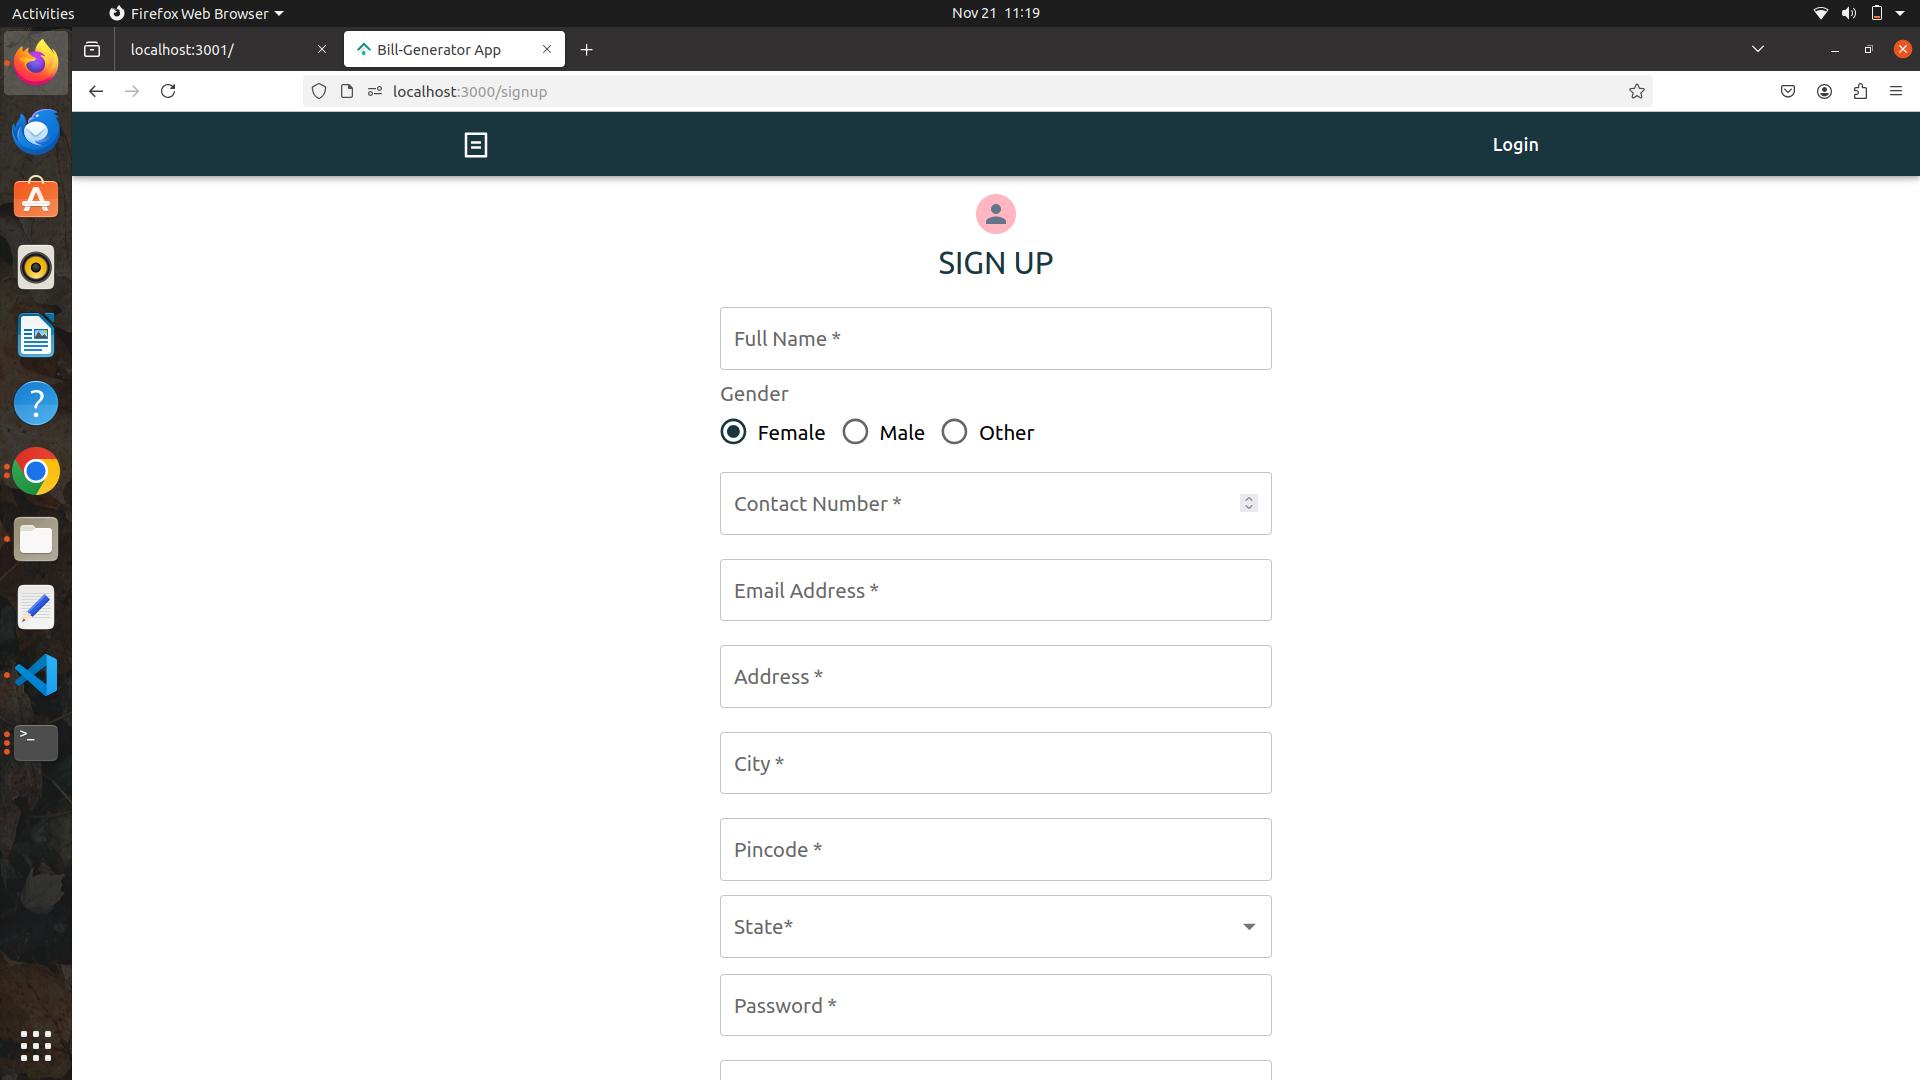 Activities Firefox Web Browser Nov 21 11:19
localhost:3001/ Bill-Generator App
localhost:3000/signup
Login
SIGN UP
Full Name *
Gender
Female Male Other
Contact Number *
Email Address *
Address *
City *
Pincode *
State*
Password *